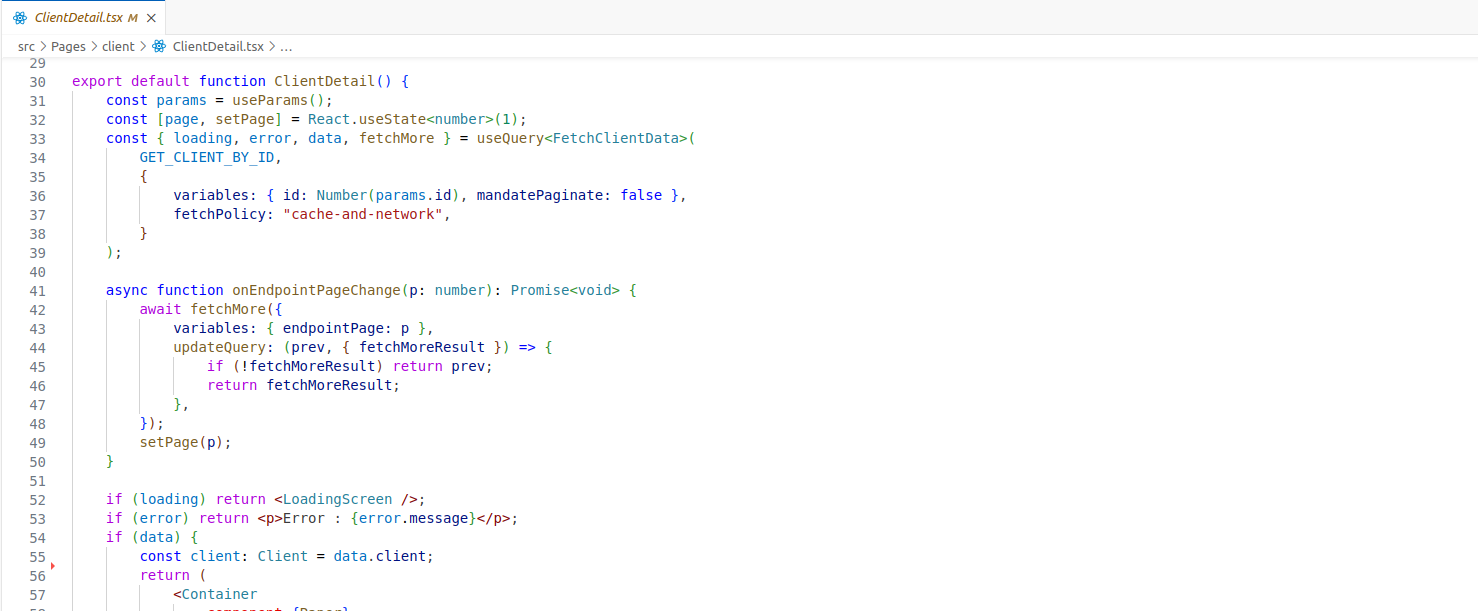 ClientDetail.tsx M
src > Pages > client > ClientDetail.tsx > ...
29
30 export default function ClientDetail() {
31     const params = useParams();
32     const [page, setPage] = React.useState<number>(1);
33     const { loading, error, data, fetchMore } = useQuery<FetchClientData>(
34         GET_CLIENT_BY_ID,
35         {
36             variables: { id: Number(params.id), mandatePaginate: false },
37             fetchPolicy: "cache-and-network",
38         }
39     );
40
41     async function onEndpointPageChange(p: number): Promise<void> {
42         await fetchMore({
43             variables: { endpointPage: p },
44             updateQuery: (prev, { fetchMoreResult }) => {
45                 if (!fetchMoreResult) return prev;
46                 return fetchMoreResult;
47             },
48         });
49         setPage(p);
50     }
51
52     if (loading) return <LoadingScreen />;
53     if (error) return <p>Error : {error.message}</p>;
54     if (data) {
55         const client: Client = data.client;
56         return (
57             <Container